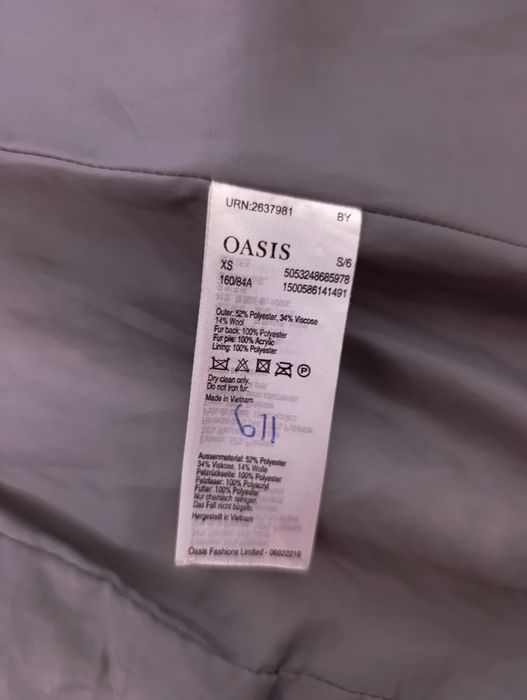 URN:2637981 BY
OASIS S/6
XS 5053248685978
160/84A 1500586141491
Outer: 52% Polyester, 34% Viscose
14% Wool
Fur back: 100% Polyester
Fur pile: 100% Acrylic
Lining: 100% Polyester
P
Dry clean only.
Do not iron fur.
Made in Vietnam
611
Aussenmaterial: 52% Polyester
34% Viskose, 14% Wolle
Pelzrückseite: 100% Polyester
Pelzfaser: 100% Polyacryl
Futter: 100% Polyester
Nur chemisch reinigen.
Das Fell nicht bügeln.
Hergestellt in Vietnam
Oasis Fashions Limited - 06822219